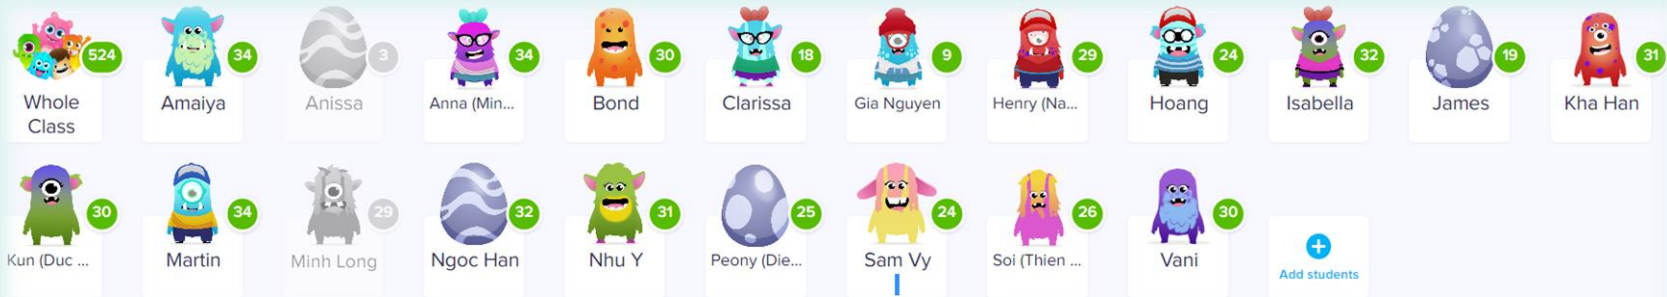 524 34 3 34 30 18 9 29 24 32 19 31
Whole Class Amaiya Anissa Anna (Min... Bond Clarissa Gia Nguyen Henry (Na... Hoang Isabella James Kha Han
30 34 29 32 31 25 24 26 30
Kun (Duc ... Martin Minh Long Ngoc Han Nhu Y Peony (Die... Sam Vy Soi (Thien ... Vani Add students